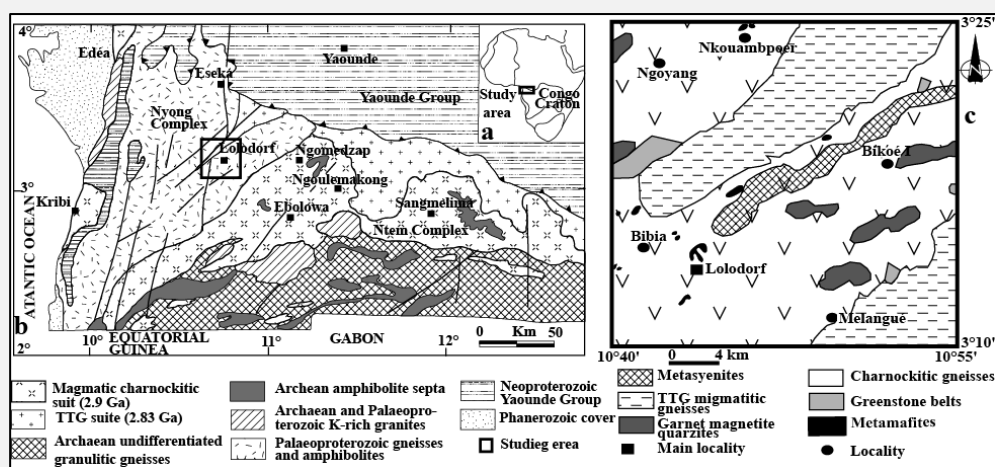 4°
Edéa
Eseka
Yaounde
Yaounde Group
Study
area
Congo
Craton
a
Nyong
Complex
Lolodorf
Ngomedzap
Ngoulemakong
3°
Kribi
Ebolowa
Sangmelima
Ntem Complex
ATANTIC OCEAN
b
2°
10°
EQUATORIAL
GUINEA
11°
GABON
12°
0 Km 50
3°25
Nkouambpoer
Ngoyang
c
Bikoé I
Bibia
Lolodorf
Melangue
3°10
10°40
0 4 km
10°55
Magmatic charnockitic
suit (2.9 Ga)
TTG suite (2.83 Ga)
Archaean undifferentiated
granulitic gneisses
Archean amphibolite septa
Archaean and Palaeopro-
terozoic K-rich granites
Palaeoproterozoic gneisses
and amphibolites
Neoproterozoic
Yaounde Group
Phanerozoic cover
Studieg erea
Metasyenites
TTG migmatitic
gneisses
Garnet magnetite
quarzites
Main locality
Charnockitic gneisses
Greenstone belts
Metamafites
Locality